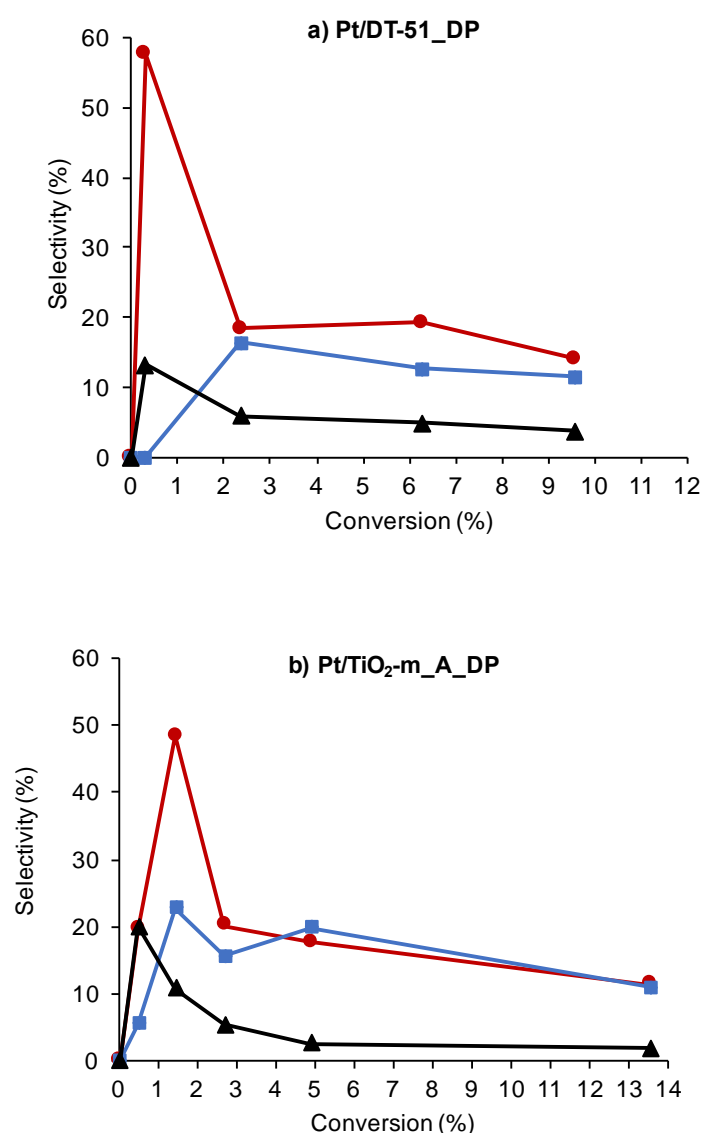 a) Pt/DT-51_DP
60
50
40
30
20
10
0
Selectivity (%)
0 1 2 3 4 5 6 7 8 9 10 11 12
Conversion (%)
b) Pt/TiO₂-m_A_DP
60
50
40
30
20
10
0
Selectivity (%)
0 1 2 3 4 5 6 7 8 9 10 11 12 13 14
Conversion (%)